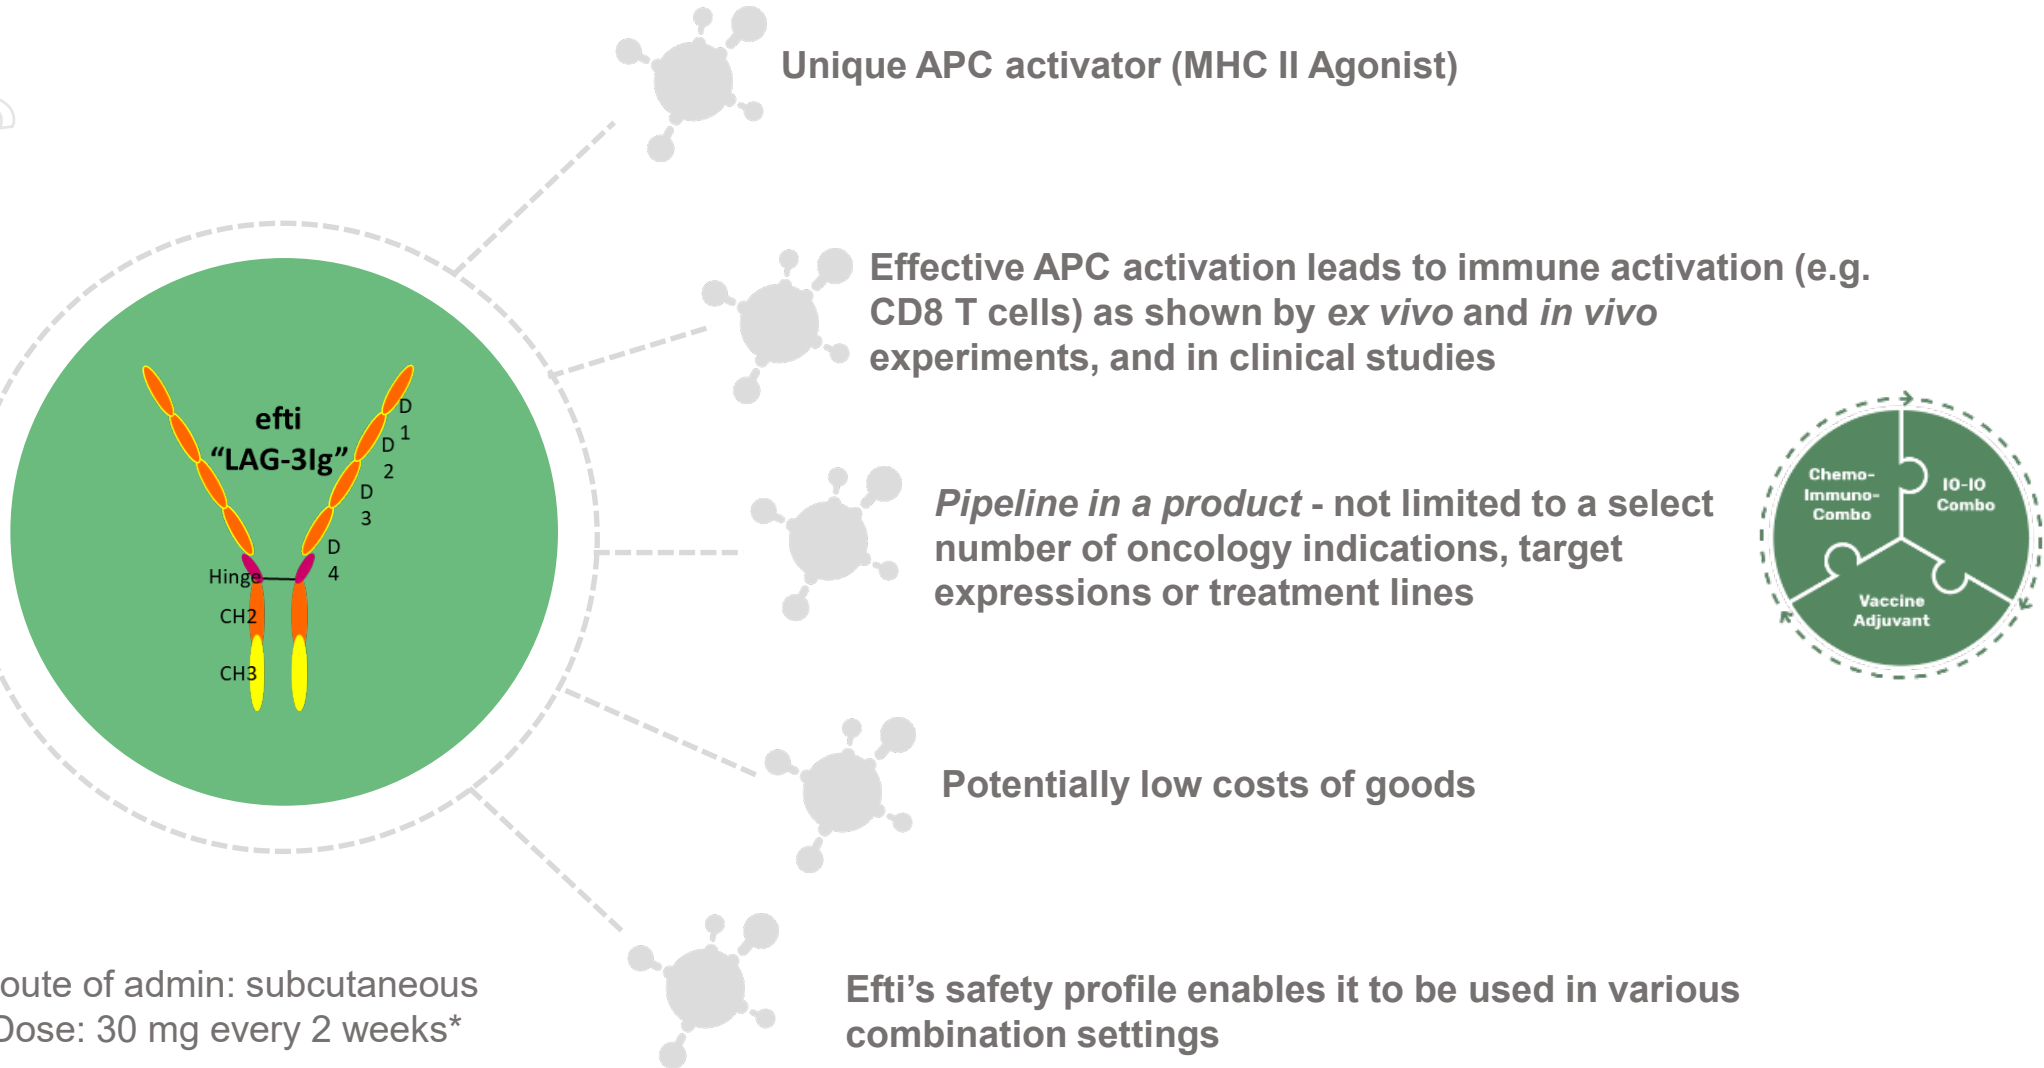 Unique APC activator (MHC II Agonist)
Effective APC activation leads to immune activation (e.g.
CD8 T cells) as shown by ex vivo and in vivo
experiments, and in clinical studies
efti
“LAG-3Ig”
D
1
D
2
D
3
D
4
Hinge
CH2
CH3
Pipeline in a product - not limited to a select
number of oncology indications, target
expressions or treatment lines
Chemo-
Immuno-
Combo
IO-IO
Combo
Vaccine
Adjuvant
Potentially low costs of goods
Efti’s safety profile enables it to be used in various
combination settings
oute of admin: subcutaneous
Dose: 30 mg every 2 weeks*